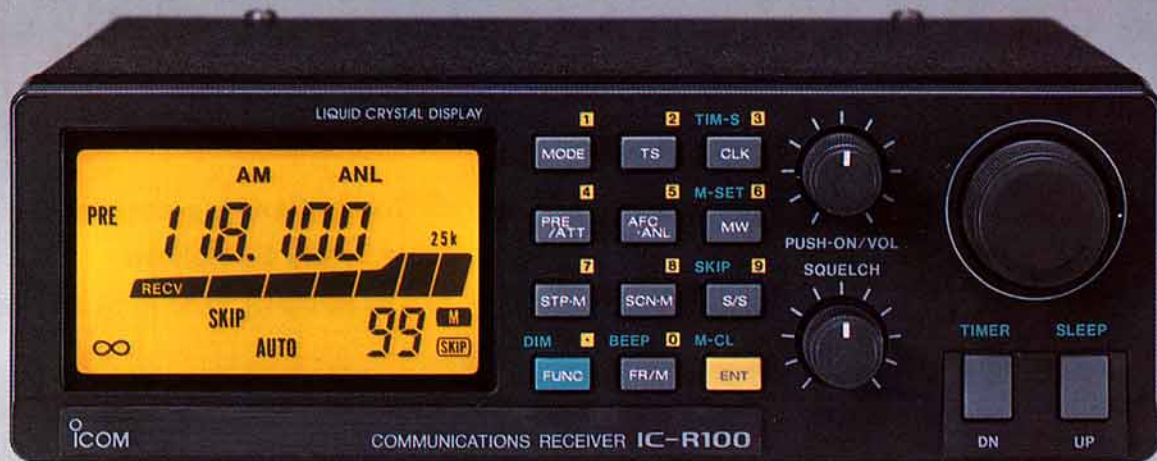 LIQUID CRYSTAL DISPLAY
AM ANL
PRE 118.100 25k
RECV
SKIP 99 M
∞ AUTO SKIP
1 2 TIM-S 3
MODE TS CLK
4 5 M-SET 6
PRE /ATT AFC ·ANL MW
7 8 SKIP 9
STP-M SCN-M S/S
DIM · BEEP 0 M-CL
FUNC FR/M ENT
PUSH-ON/VOL
SQUELCH
TIMER SLEEP
DN UP
ICOM COMMUNICATIONS RECEIVER IC-R100